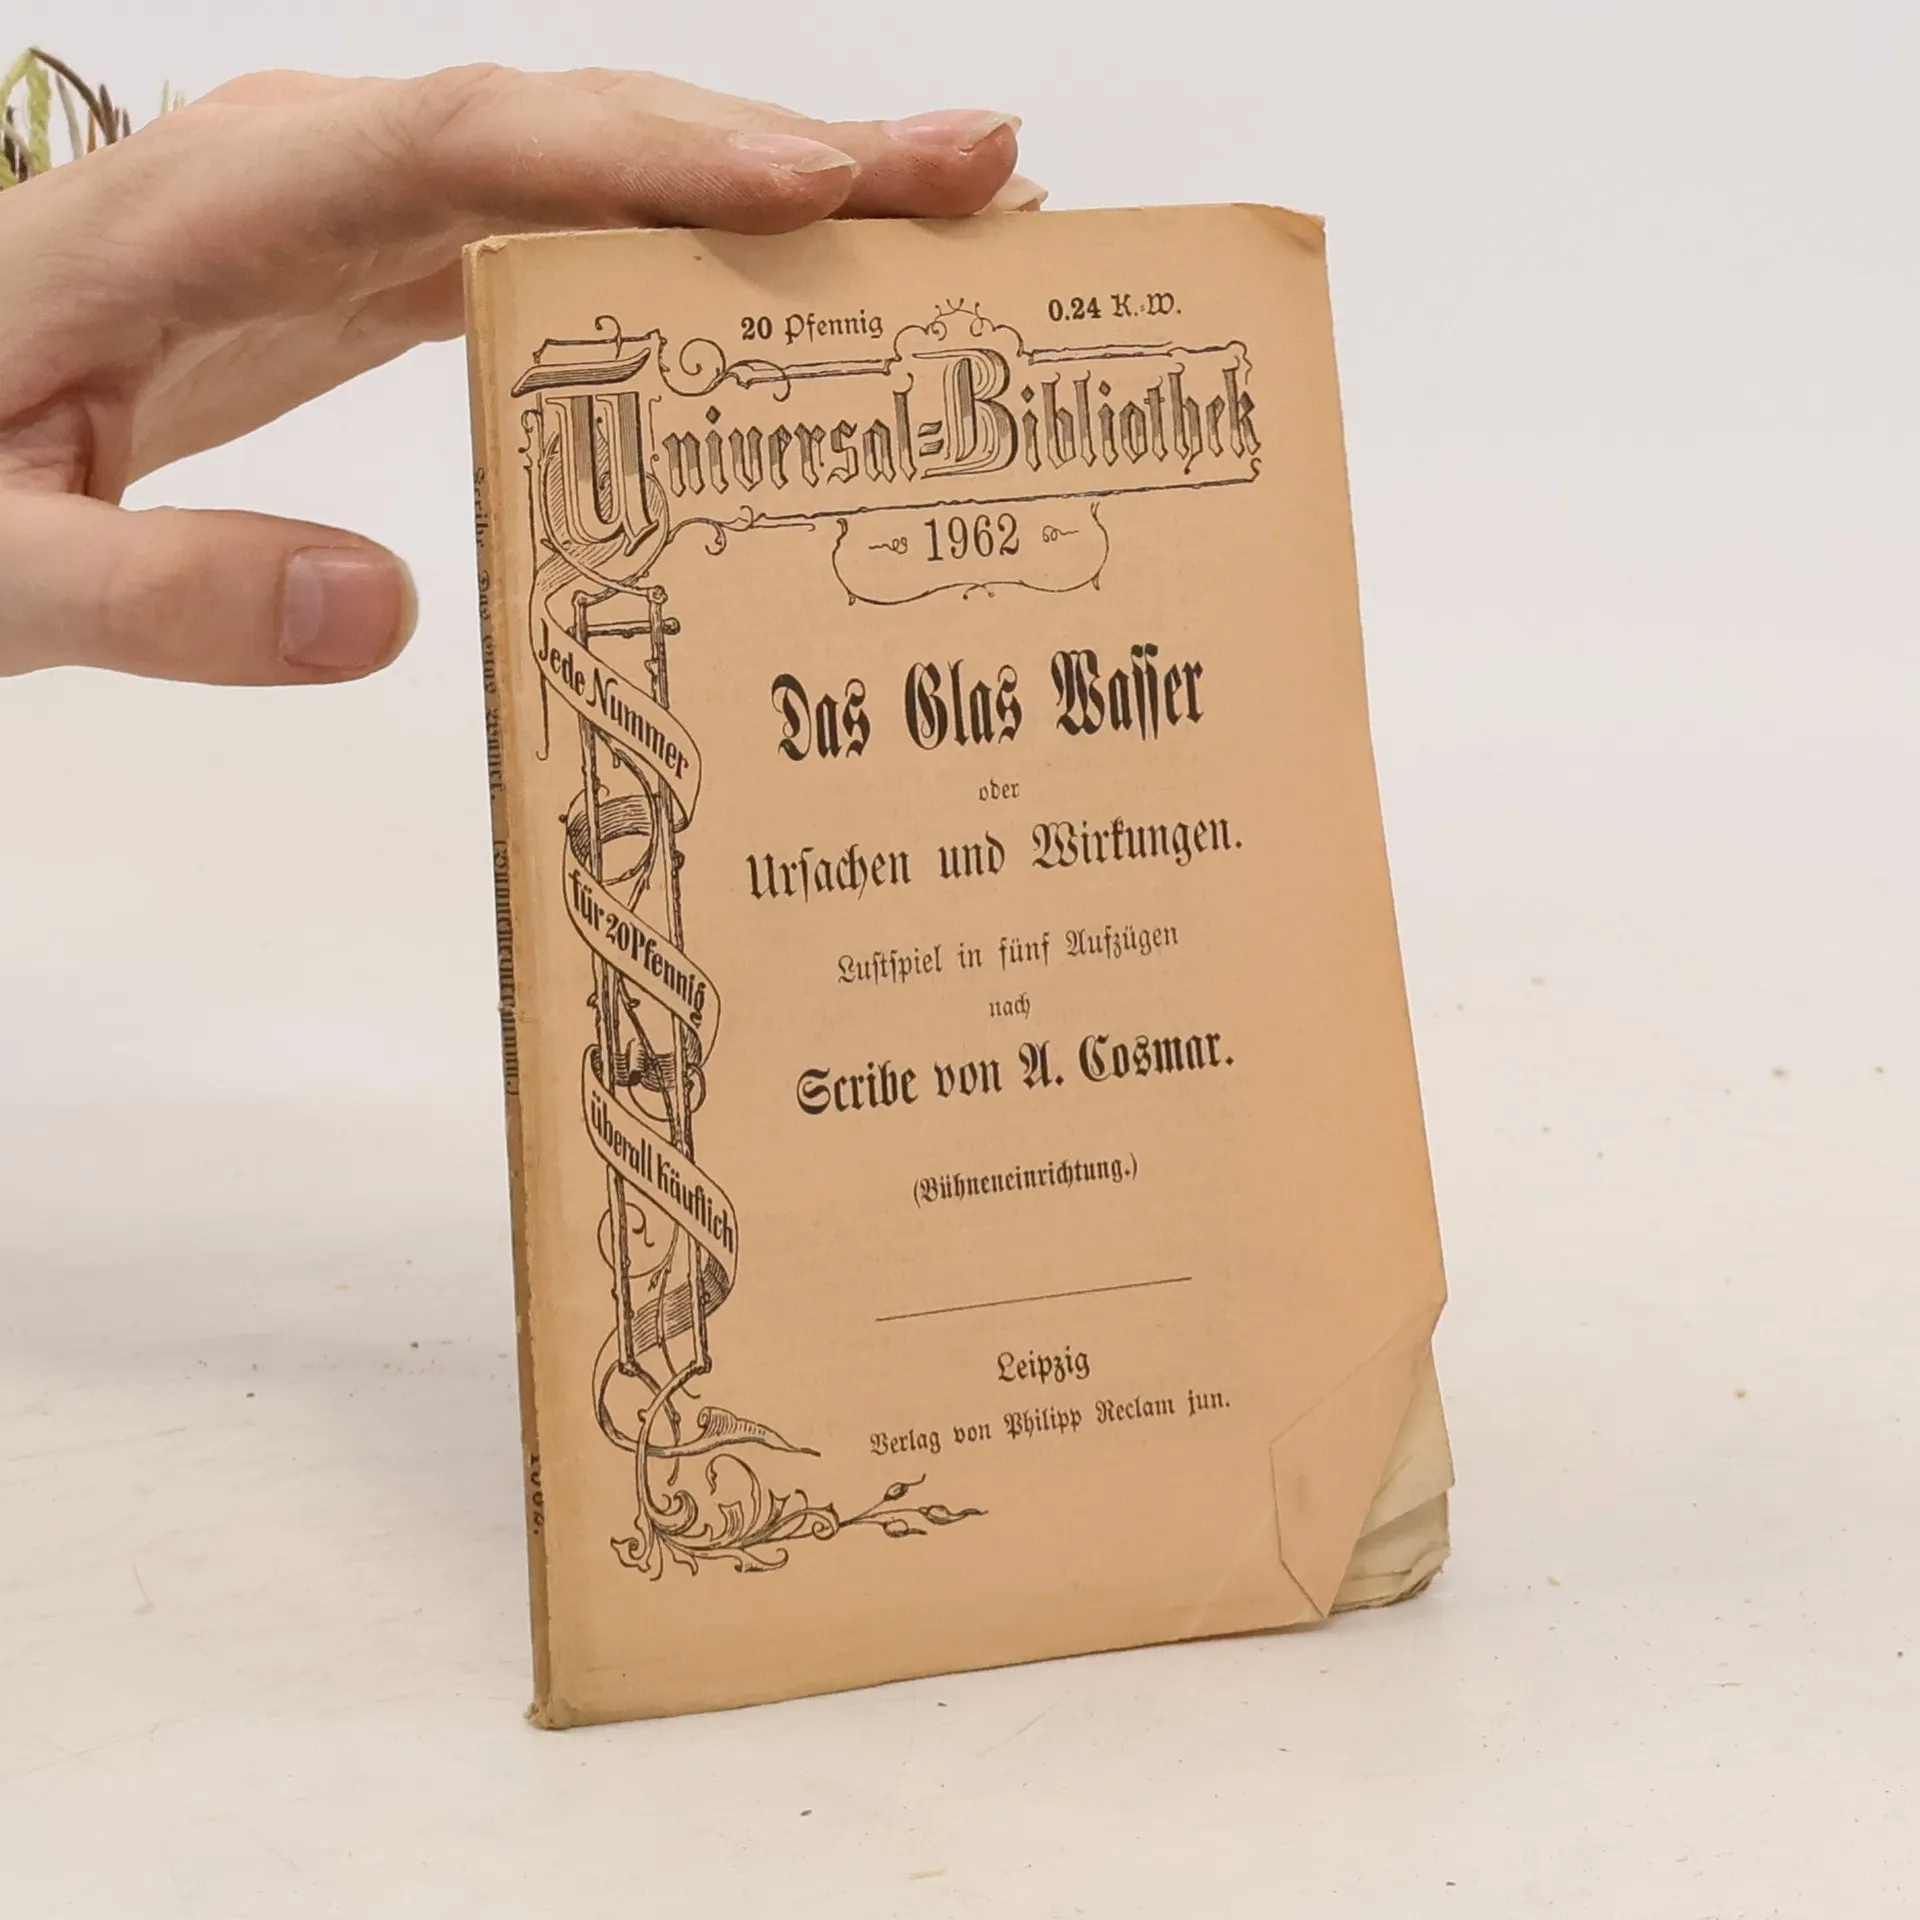 20 Pfennig 0.24 K.-W.
Universal-Bibliothek
1962
Jede Nummer
für 20 Pfennig
überall käuflich
Das Glas Wasser
oder
Ursachen und Wirkungen.
Lustspiel in fünf Aufzügen
nach
Scribe von A. Cosmar.
(Bühneneinrichtung.)
Leipzig
Verlag von Philipp Reclam jun.